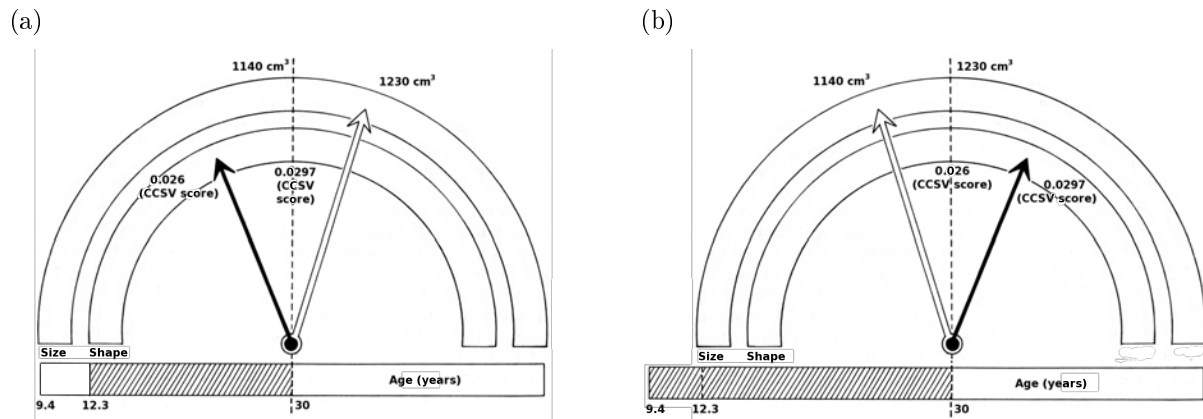 (a)
1140 cm³
1230 cm³
0.026
(CCSV score)
0.0297
(CCSV
score)
Size Shape
Age (years)
9.4 12.3 30
(b)
1140 cm³
1230 cm³
0.026
(CCSV score)
0.0297
(CCSV score)
Size Shape
Age (years)
9.4 12.3 30